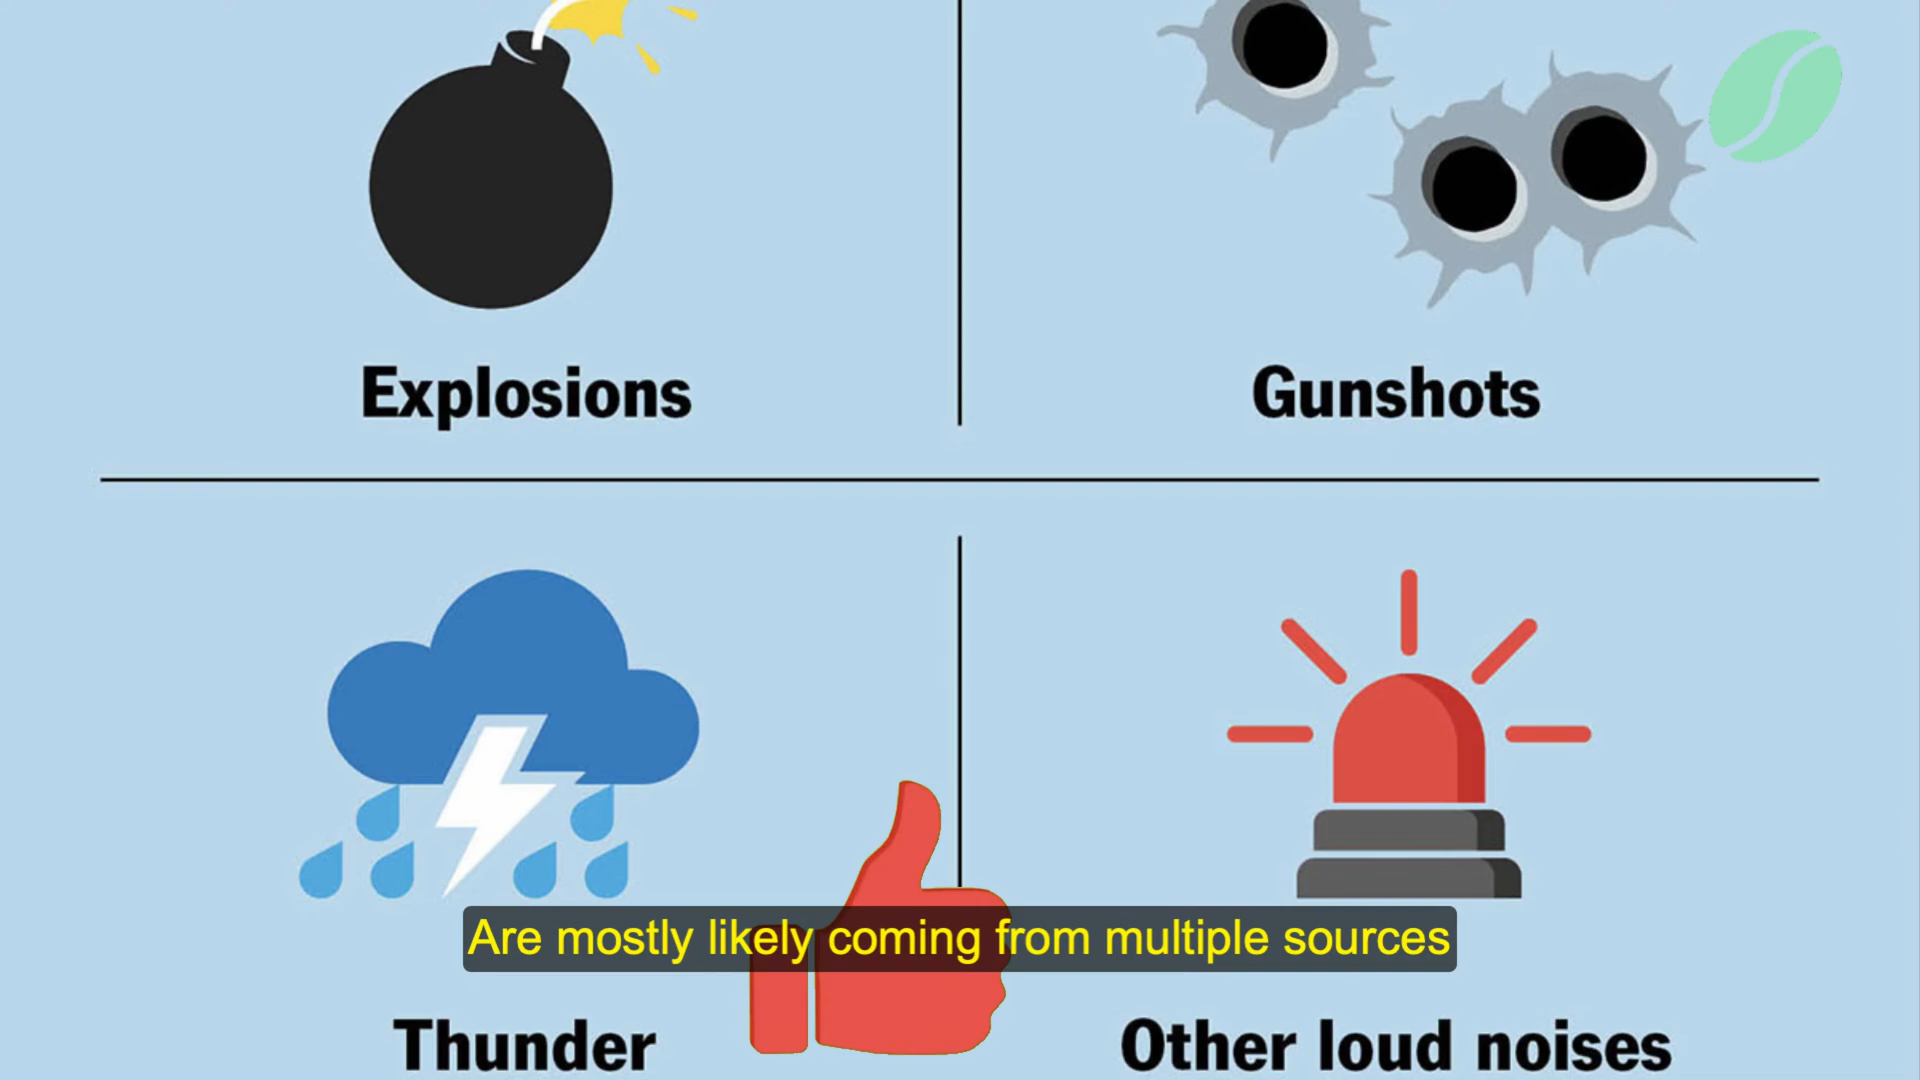 Explosions
Gunshots
Are mostly likely coming from multiple sources
Thunder
Other loud noises